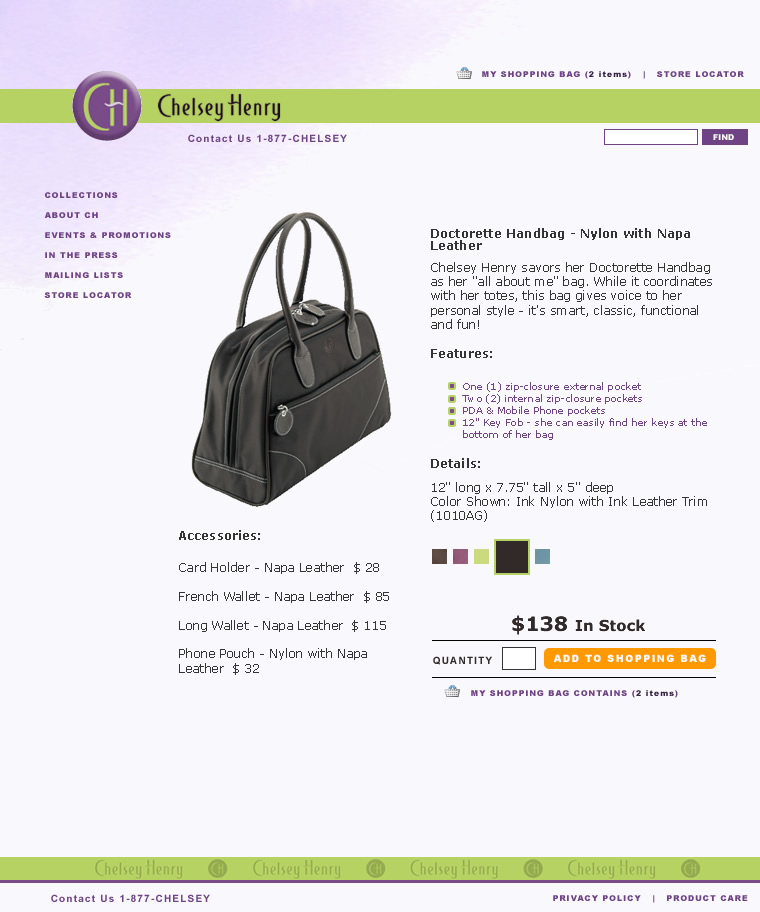 MY SHOPPING BAG (2 items) | STORE LOCATOR
CH Chelsey Henry
Contact Us 1-877-CHELSEY
FIND
COLLECTIONS
ABOUT CH
EVENTS & PROMOTIONS
IN THE PRESS
MAILING LISTS
STORE LOCATOR
Doctorette Handbag - Nylon with Napa
Leather
Chelsey Henry savors her Doctorette Handbag
as her "all about me" bag. While it coordinates
with her totes, this bag gives voice to her
personal style - it's smart, classic, functional
and fun!
Features:
One (1) zip-closure external pocket
Two (2) internal zip-closure pockets
PDA & Mobile Phone pockets
12" Key Fob - she can easily find her keys at the
bottom of her bag
Details:
12" long x 7.75" tall x 5" deep
Color Shown: Ink Nylon with Ink Leather Trim
(1010AG)
Accessories:
Card Holder - Napa Leather $ 28
French Wallet - Napa Leather $ 85
Long Wallet - Napa Leather $ 115
Phone Pouch - Nylon with Napa
Leather $ 32
$138 In Stock
QUANTITY ADD TO SHOPPING BAG
MY SHOPPING BAG CONTAINS (2 items)
Chelsey Henry CH Chelsey Henry CH Chelsey Henry CH Chelsey Henry CH
Contact Us 1-877-CHELSEY
PRIVACY POLICY | PRODUCT CARE